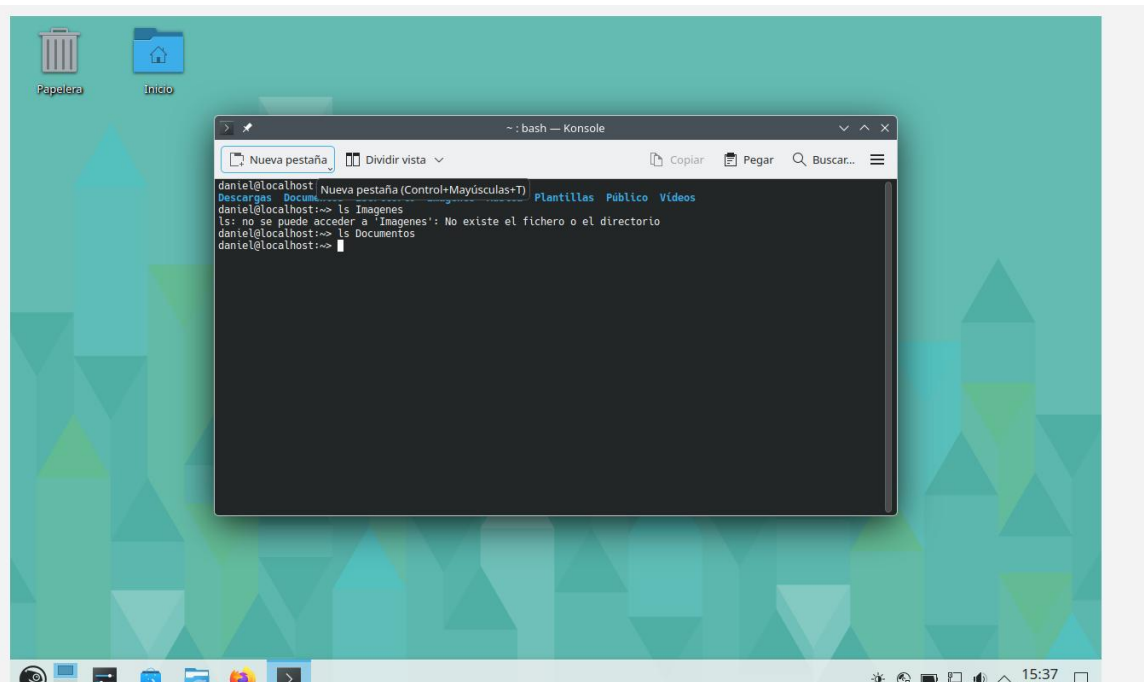 Papelera
Inicio
~ : bash — Konsole
Nueva pestaña
Dividir vista
Copiar
Pegar
Buscar...
daniel@localhost
Nueva pestaña (Control+Mayúsculas+T)
Descargas Plantillas Público Vídeos
daniel@localhost:~> ls Imagenes
ls: no se puede acceder a 'Imagenes': No existe el fichero o el directorio
daniel@localhost:~> ls Documentos
daniel@localhost:~>
15:37